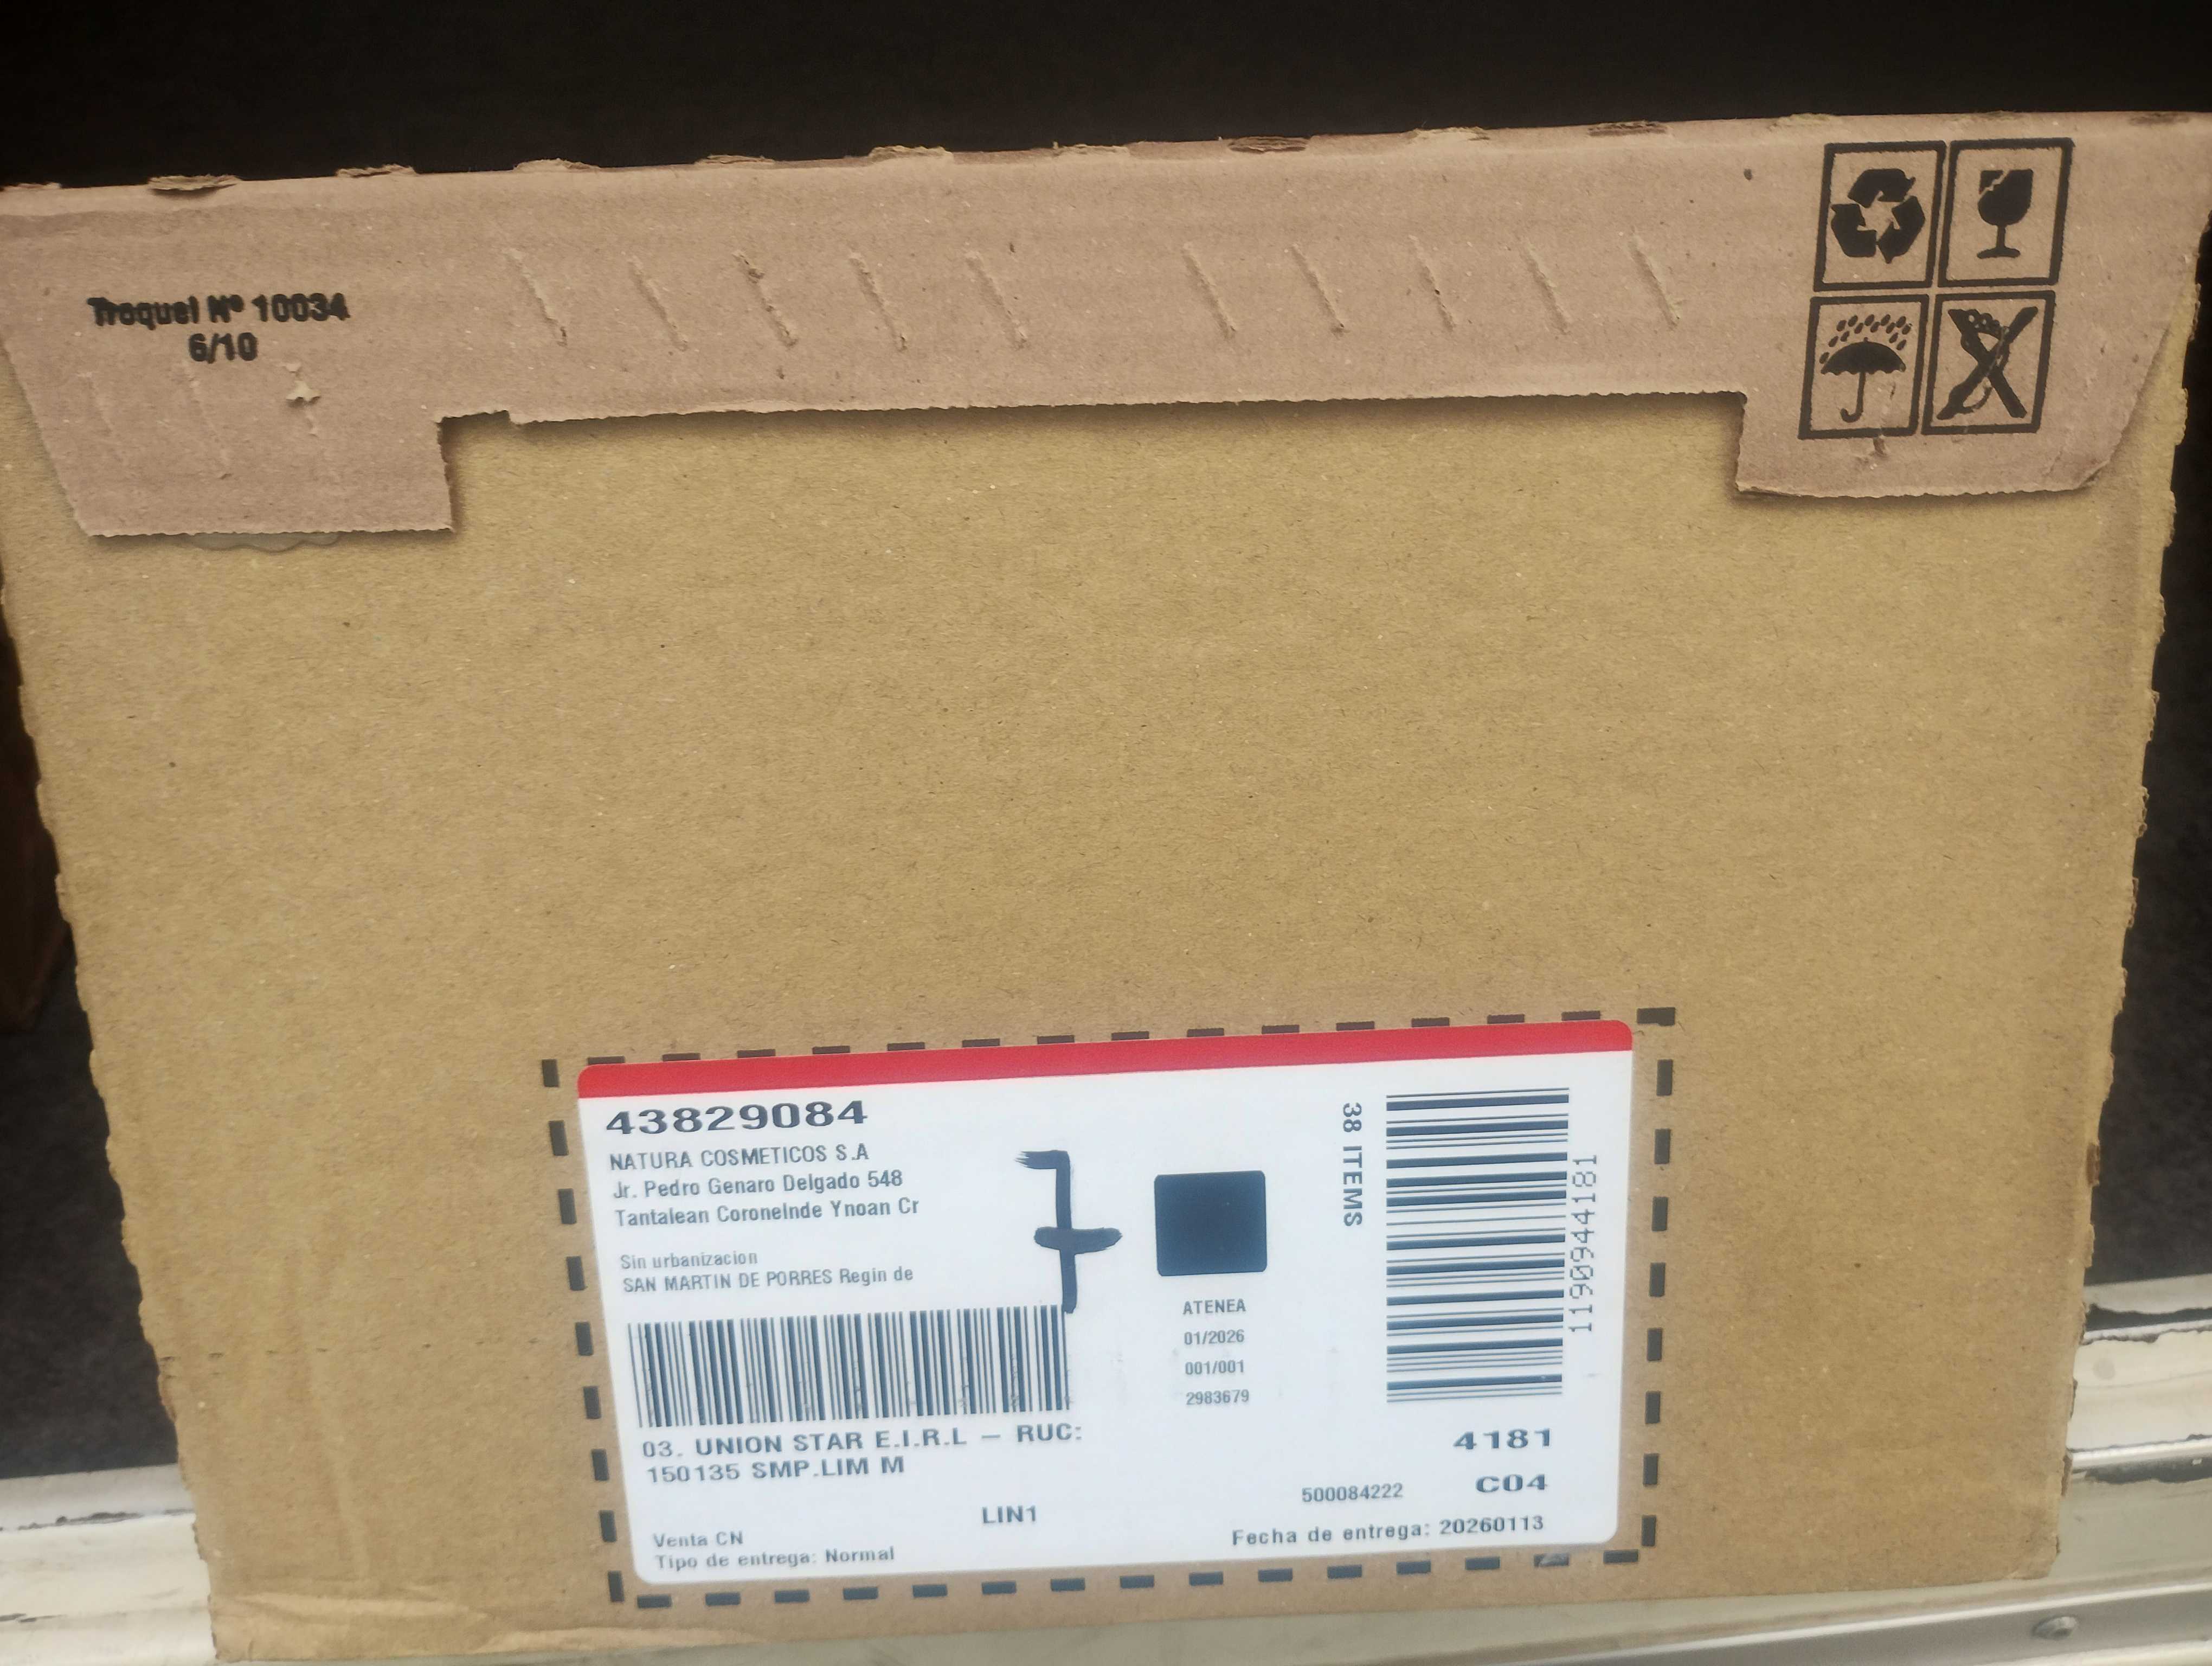 Troquel Nº 10034
6/10
43829084
NATURA COSMETICOS S.A
Jr. Pedro Genaro Delgado 548
Tantalean Coronelnde Ynoan Cr
Sin urbanizacion
SAN MARTIN DE PORRES Regin de
7
ATENEA
01/2026
001/001
2983679
38 ITEMS
1190944181
03. UNION STAR E.I.R.L – RUC:
150135 SMP.LIM M
4181
500084222 C04
LIN1
Venta CN
Tipo de entrega: Normal
Fecha de entrega: 20260113